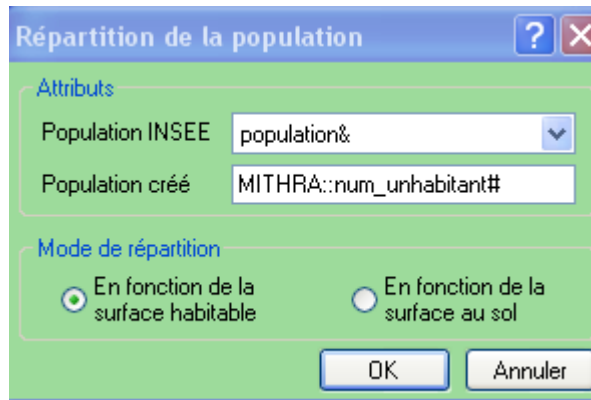 Répartition de la population
Attributs
Population INSEE
population&
Population créé
MITHRA::num_unhabitant#
Mode de répartition
En fonction de la
surface habitable
En fonction de la
surface au sol
OK
Annuler